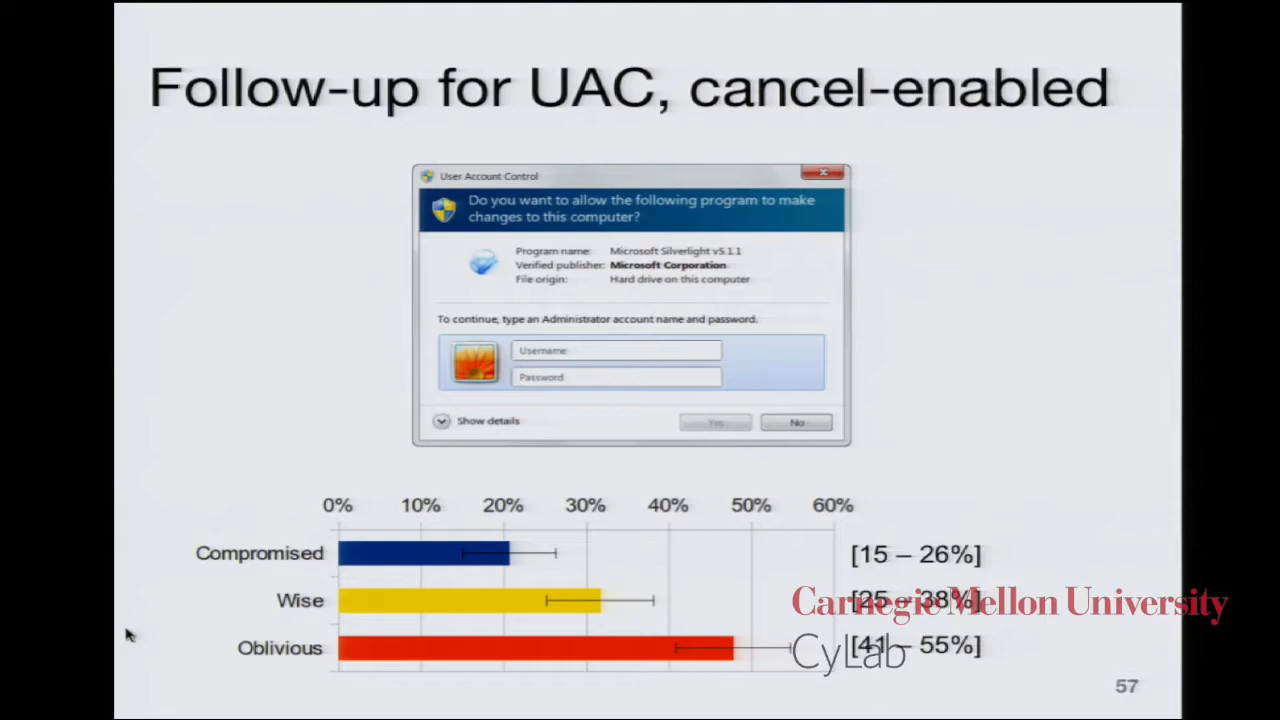 Follow-up for UAC, cancel-enabled
User Account Control
Do you want to allow the following program to make
changes to this computer?
Program name: Microsoft Silverlight v5.1.1
Verified publisher: Microsoft Corporation
File origin: Hard drive on this computer
To continue, type an Administrator account name and password.
Username
Password
Show details Yes No
0% 10% 20% 30% 40% 50% 60%
Compromised [15 – 26%]
Wise [25 – 38%]
Carnegie Mellon University
Oblivious [41 – 55%]
CyLab
57